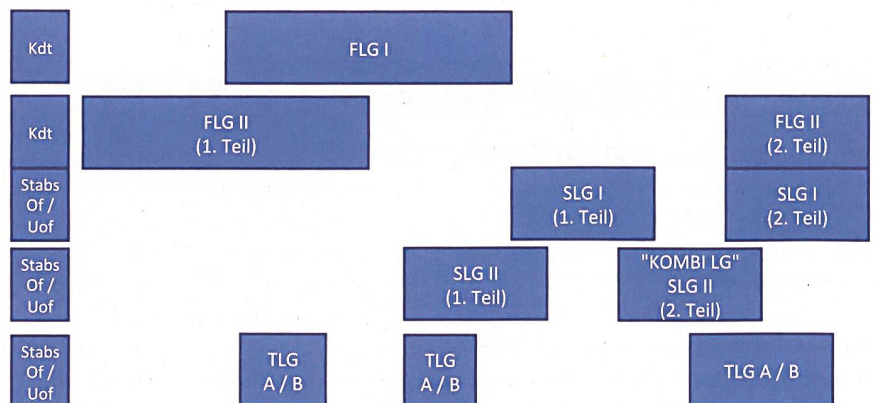 Kdt
FLG I
Kdt
FLG II
(1. Teil)
FLG II
(2. Teil)
Stabs
Of /
Uof
SLG I
(1. Teil)
SLG I
(2. Teil)
Stabs
Of /
Uof
SLG II
(1. Teil)
"KOMBI LG"
SLG II
(2. Teil)
Stabs
Of /
Uof
TLG
A / B
TLG
A / B
TLG A / B